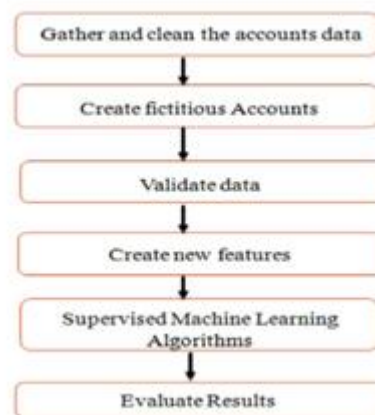 Gather and clean the accounts data
Create fictitious Accounts
Validate data
Create new features
Supervised Machine Learning
Algorithms
Evaluate Results